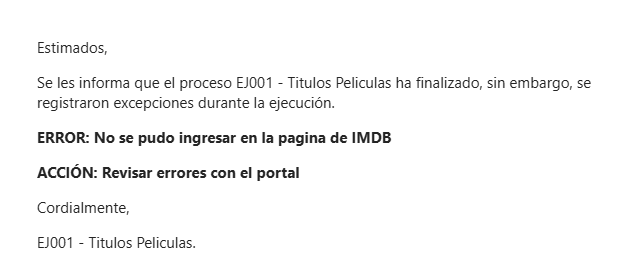 Estimados,
Se les informa que el proceso EJ001 - Titulos Peliculas ha finalizado, sin embargo, se
registraron excepciones durante la ejecución.
ERROR: No se pudo ingresar en la pagina de IMDB
ACCIÓN: Revisar errores con el portal
Cordialmente,
EJ001 - Titulos Peliculas.